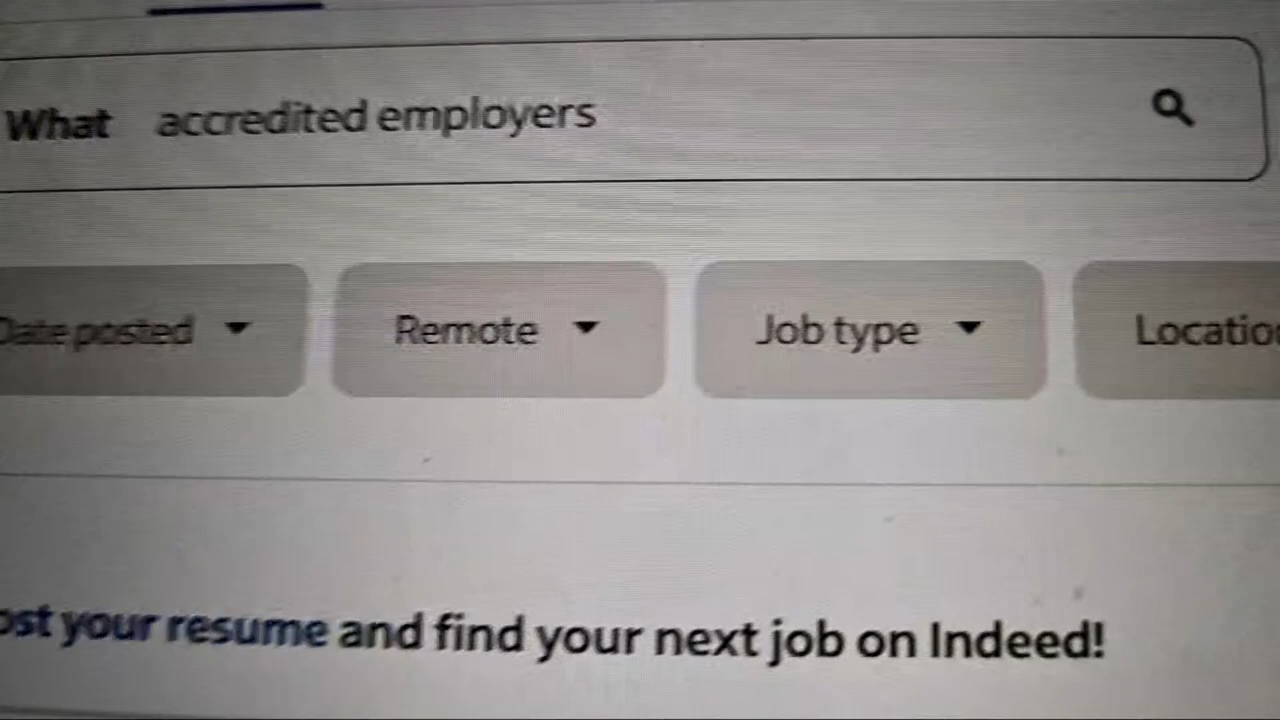 What accredited employers
Date posted Remote Job type Location
ost your resume and find your next job on Indeed!